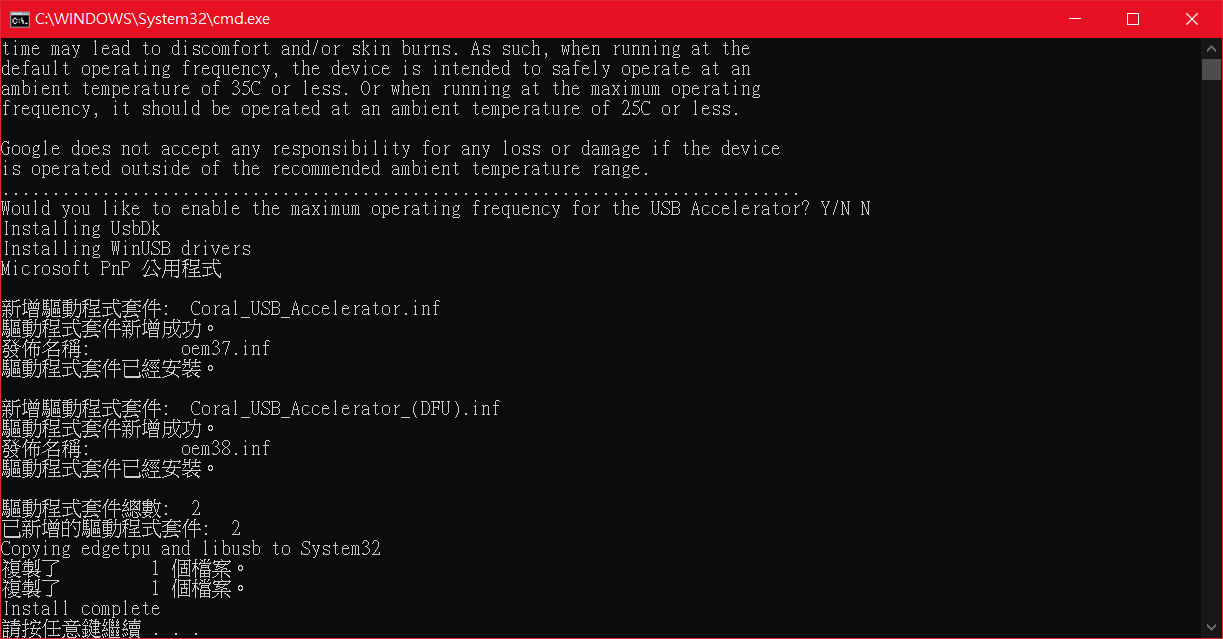 C:\WINDOWS\System32\cmd.exe
time may lead to discomfort and/or skin burns. As such, when running at the
default operating frequency, the device is intended to safely operate at an
ambient temperature of 35C or less. Or when running at the maximum operating
frequency, it should be operated at an ambient temperature of 25C or less.
Google does not accept any responsibility for any loss or damage if the device
is operated outside of the recommended ambient temperature range.
................................................................................
Would you like to enable the maximum operating frequency for the USB Accelerator? Y/N N
Installing UsbDk
Installing WinUSB drivers
Microsoft PnP 公用程式
新增驅動程式套件:  Coral_USB_Accelerator.inf
驅動程式套件新增成功。
發佈名稱:         oem37.inf
驅動程式套件已經安裝。
新增驅動程式套件:  Coral_USB_Accelerator_(DFU).inf
驅動程式套件新增成功。
發佈名稱:         oem38.inf
驅動程式套件已經安裝。
驅動程式套件總數:  2
已新增的驅動程式套件:  2
Copying edgetpu and libusb to System32
複製了         1 個檔案。
複製了         1 個檔案。
Install complete
請按任意鍵繼續 . . .